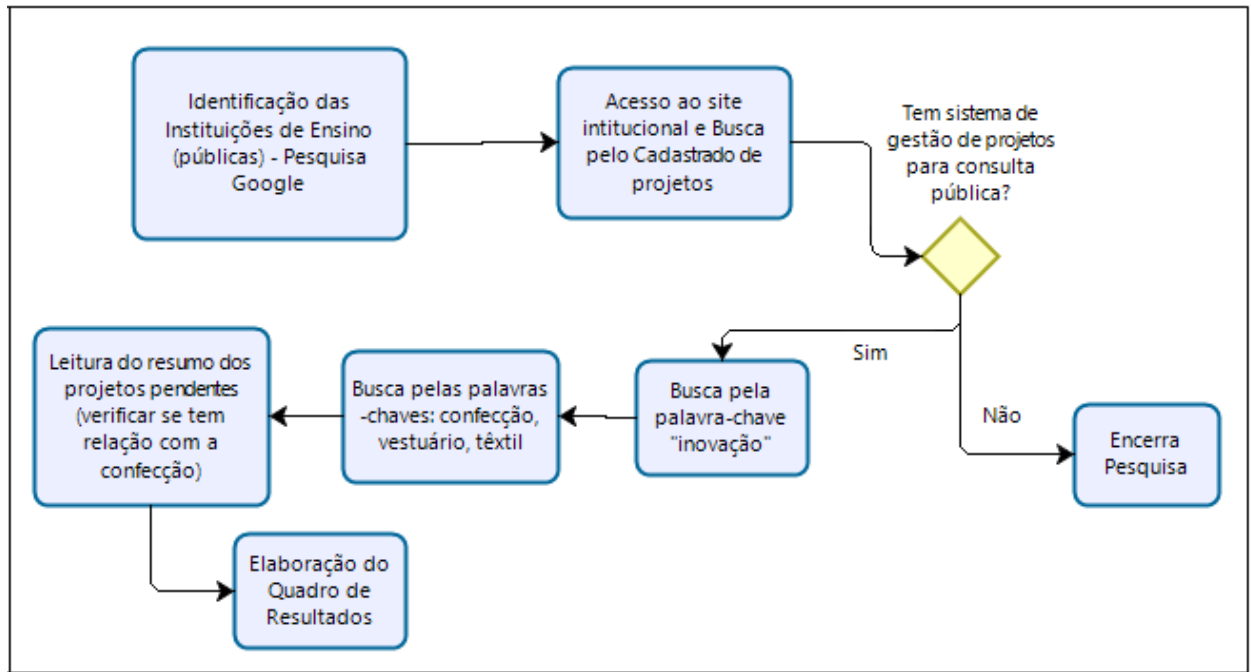 Identificação das
Instituições de Ensino
(públicas) - Pesquisa
Google
Acesso ao site
intitucional e Busca
pelo Cadastrado de
projetos
Tem sistema de
gestão de projetos
para consulta
pública?
Sim
Não
Busca pela
palavra-chave
"inovação"
Busca pelas palavras
-chaves: confecção,
vestuário, têxtil
Leitura do resumo dos
projetos pendentes
(verificar se tem
relação com a
confecção)
Elaboração do
Quadro de
Resultados
Encerra
Pesquisa